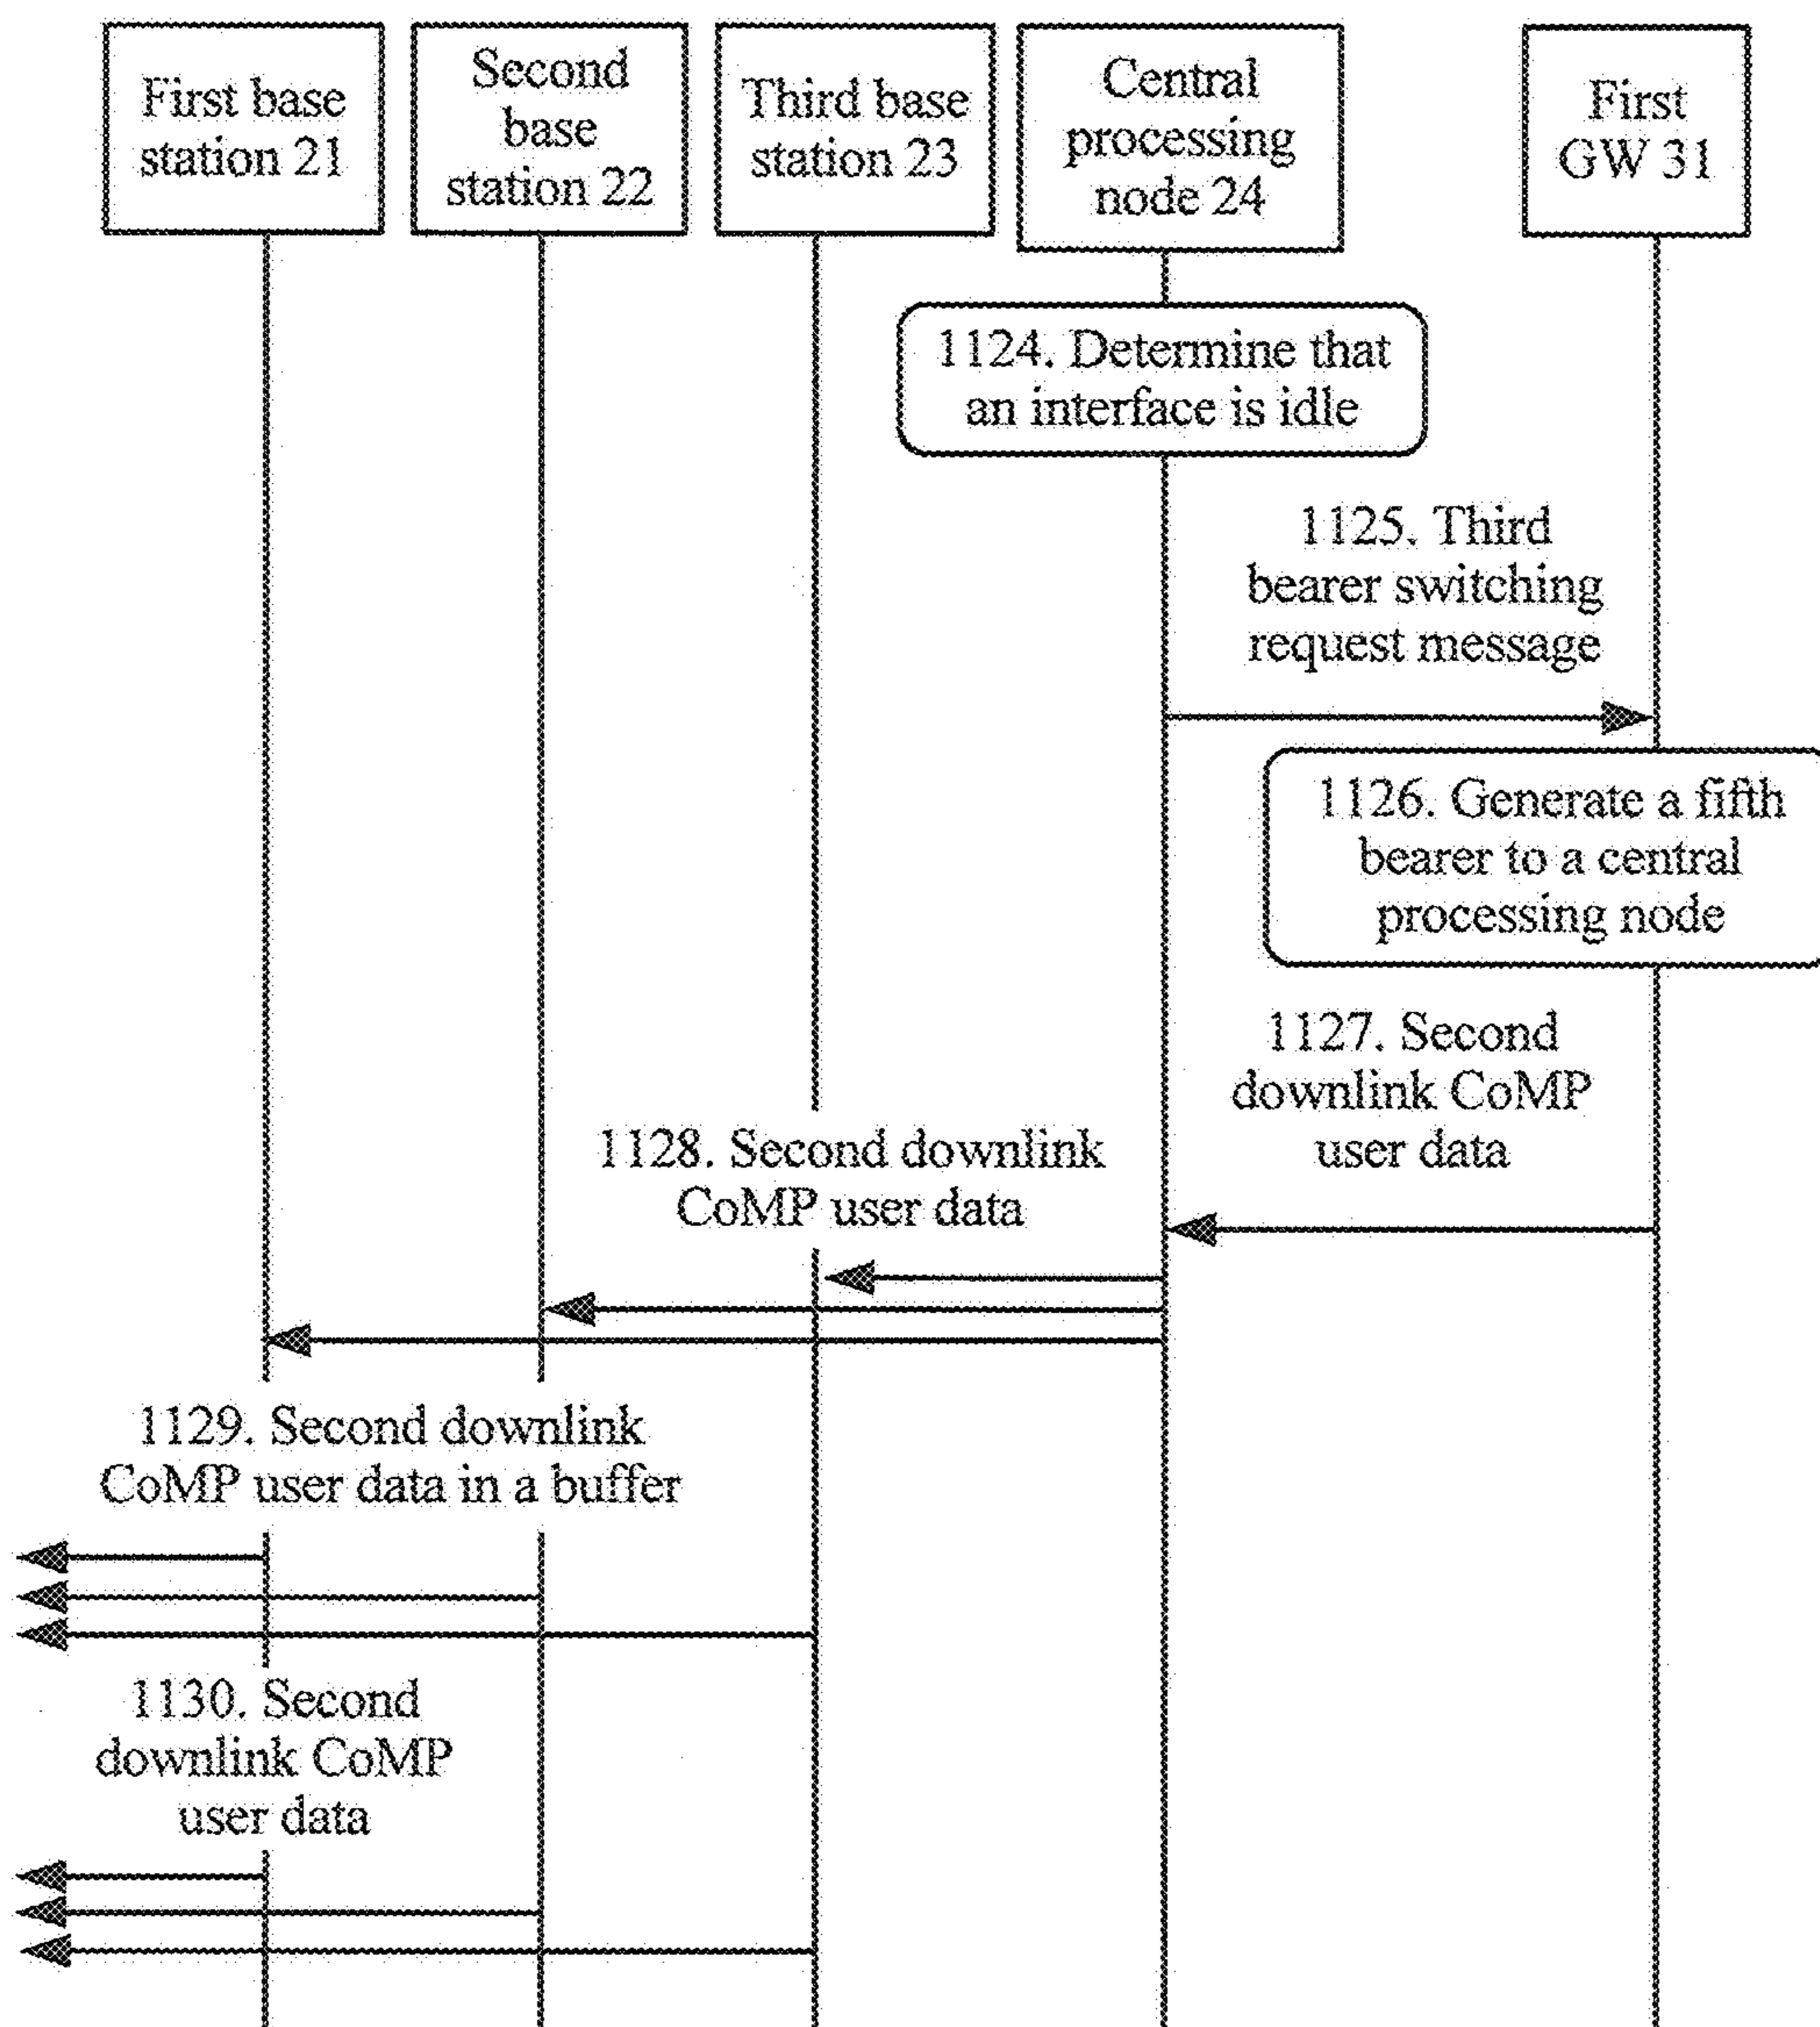 First base
station 21
Second
base
station 22
Third base
station 23
Central
processing
node 24
First
GW 31
1124. Determine that
an interface is idle
1125. Third
bearer switching
request message
1126. Generate a fifth
bearer to a central
processing node
1127. Second
downlink CoMP
user data
1128. Second downlink
CoMP user data
1129. Second downlink
CoMP user data in a buffer
1130. Second
downlink CoMP
user data